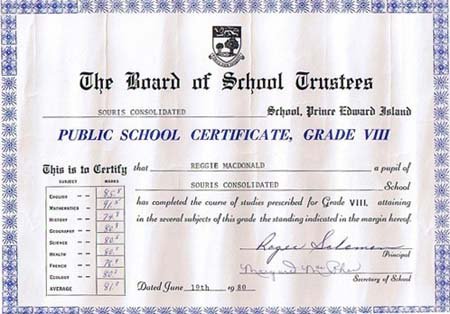 The Board of School Trustees
SOURIS CONSOLIDATED School, Prince Edward Island
PUBLIC SCHOOL CERTIFICATE, GRADE VIII
This is to Certify that REGGIE MACDONALD a pupil of
SOURIS CONSOLIDATED School
has completed the course of studies prescribed for Grade VIII, attaining
in the several subjects of this grade the standing indicated in the margin hereof.
SUBJECT MARKS
ENGLISH
MATHEMATICS
HISTORY
GEOGRAPHY
SCIENCE
HEALTH
FRENCH
ECOLOGY
AVERAGE
Roger Soloman
Principal
Margaret
Secretary of School
Dated June 19th 1980